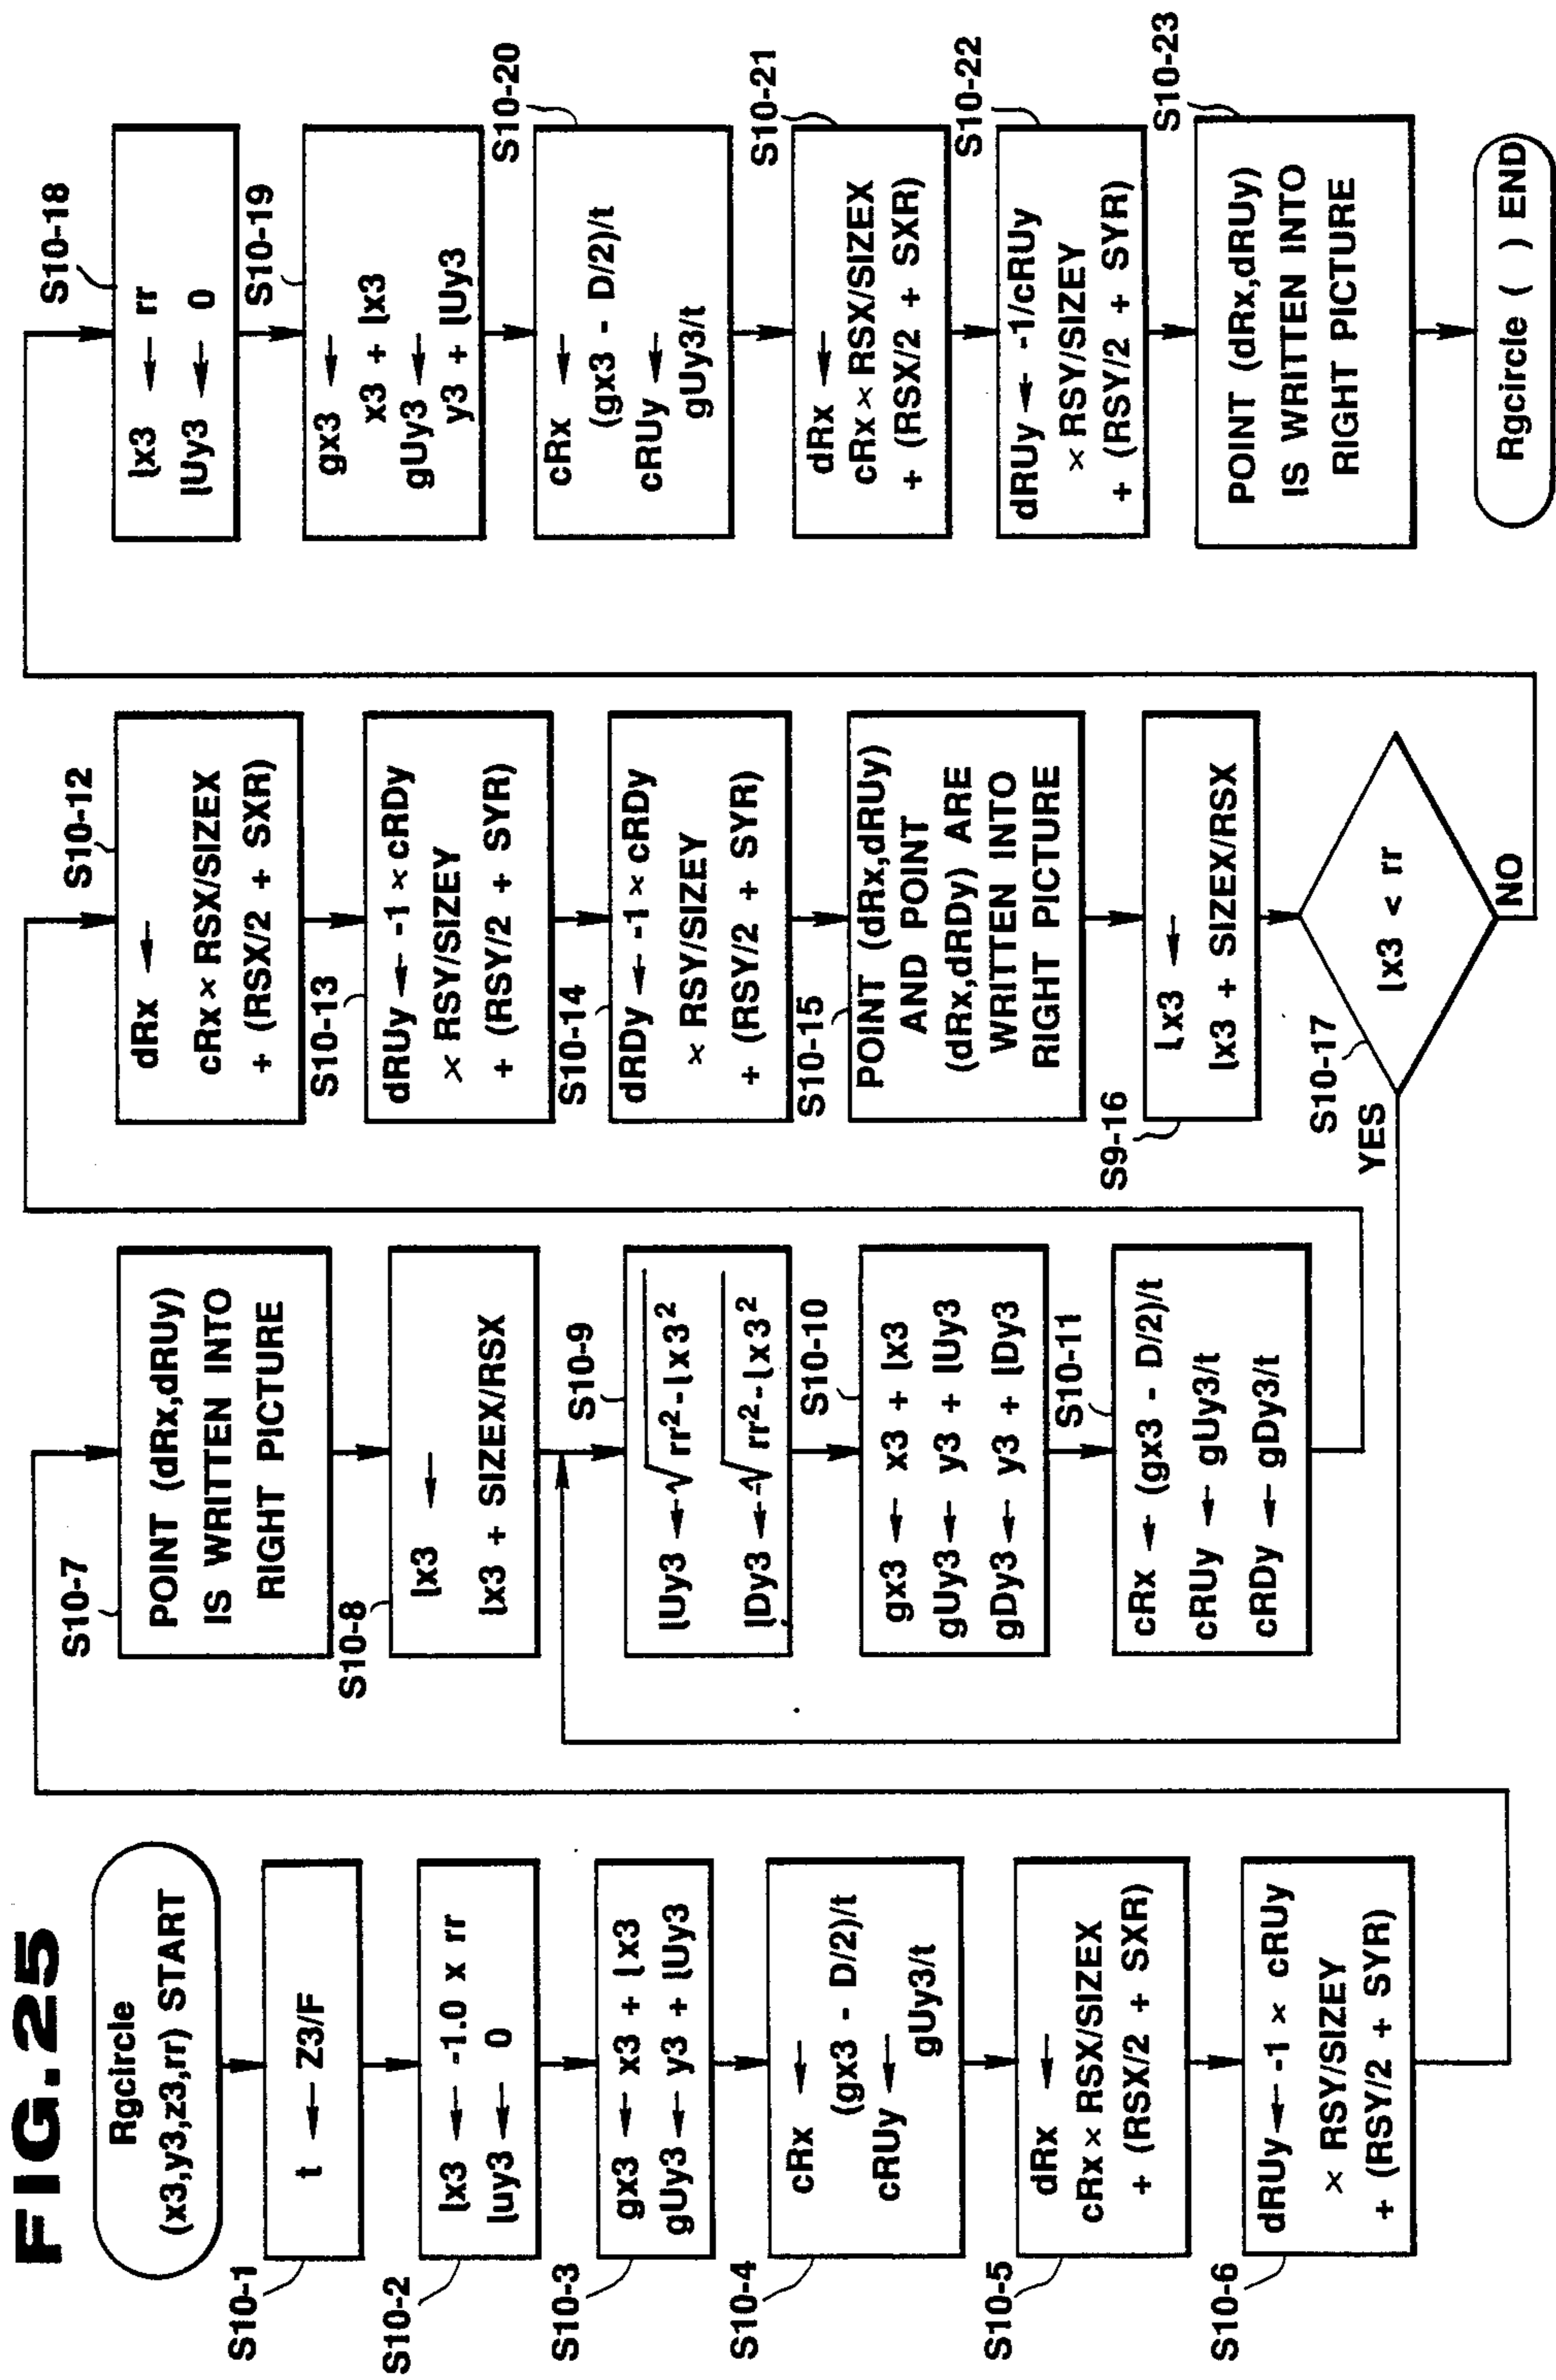 FIG.25
Rgcircle
(x3,y3,z3,rr) START
S10-1
t ← Z3/F
S10-2
lx3 ← -1.0 x rr
luy3 ← 0
S10-3
gx3 ← x3 + lx3
gUy3 ← y3 + lUy3
S10-4
cRx ←
(gx3 - D/2)/t
cRUy ←
gUy3/t
S10-5
dRx ←
cRx × RSX/SIZEX
+ (RSX/2 + SXR)
S10-6
dRUy ← -1 × cRUy
× RSY/SIZEY
+ (RSY/2 + SYR)
S10-7
POINT (dRx,dRUy)
IS WRITTEN INTO
RIGHT PICTURE
S10-8
lx3 ←
lx3 + SIZEX/RSX
S10-9
lUy3 ← √rr²-lx3²
lDy3 ← √rr²-lx3²
S10-10
gx3 ← x3 + lx3
gUy3 ← y3 + lUy3
gDy3 ← y3 + lDy3
S10-11
cRx ← (gx3 - D/2)/t
cRUy ← gUy3/t
cRDy ← gDy3/t
S10-12
dRx ←
cRx × RSX/SIZEX
+ (RSX/2 + SXR)
S10-13
dRUy ← -1 × cRDy
× RSY/SIZEY
+ (RSY/2 + SYR)
S10-14
dRDy ← -1 × cRDy
× RSY/SIZEY
+ (RSY/2 + SYR)
S10-15
POINT (dRx,dRUy)
AND POINT
(dRx,dRDy) ARE
WRITTEN INTO
RIGHT PICTURE
S9-16
lx3 ←
lx3 + SIZEX/RSX
S10-17
lx3 < rr
YES
NO
S10-18
lx3 ← rr
lUy3 ← 0
S10-19
gx3 ←
x3 + lx3
gUy3 ←
y3 + lUy3
S10-20
cRx ←
(gx3 - D/2)/t
cRUy ←
gUy3/t
S10-21
dRx ←
cRx × RSX/SIZEX
+ (RSX/2 + SXR)
S10-22
dRUy ← -1/cRUy
× RSY/SIZEY
+ (RSY/2 + SYR)
S10-23
POINT (dRx,dRUy)
IS WRITTEN INTO
RIGHT PICTURE
Rgcircle ( ) END